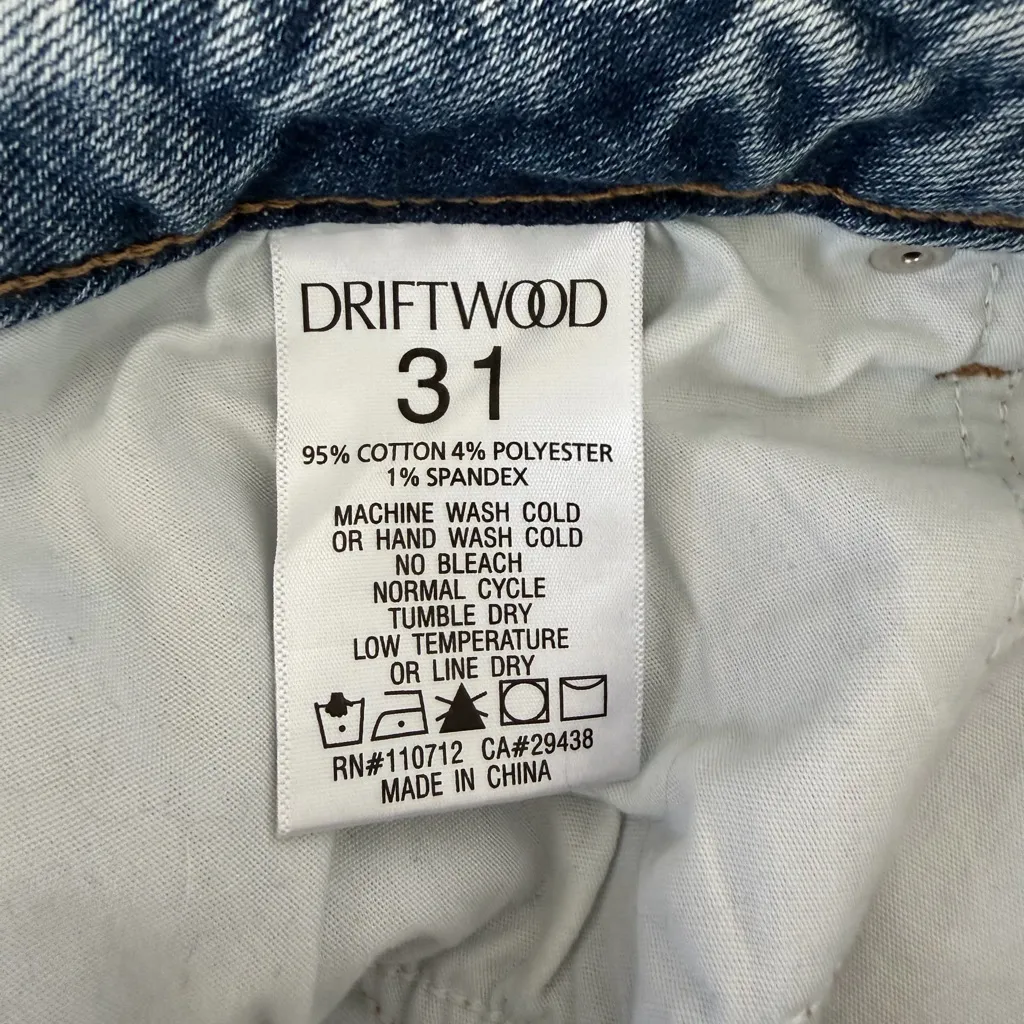 DRIFTWOOD
31
95% COTTON 4% POLYESTER
1% SPANDEX
MACHINE WASH COLD
OR HAND WASH COLD
NO BLEACH
NORMAL CYCLE
TUMBLE DRY
LOW TEMPERATURE
OR LINE DRY
RN#110712 CA#29438
MADE IN CHINA